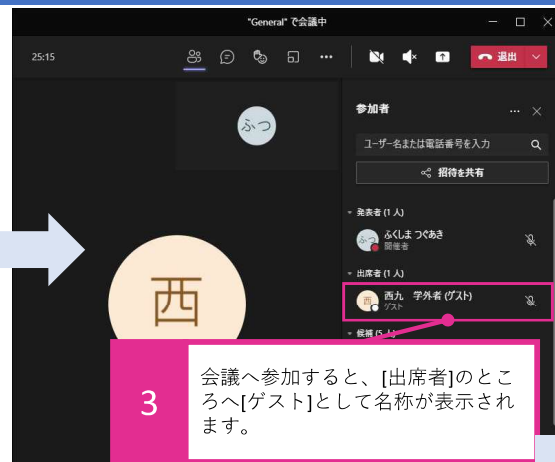 "General" で会議中
25:15
退出
ふつ
参加者
ユーザー名または電話番号を入力
招待を共有
発表者 (1 人)
ふつ
ふくしま つぐあき
開催者
出席者 (1 人)
西
西九 学外者 (ゲスト)
ゲスト
候補 (5 人)
西
3
会議へ参加すると、[出席者]のとこ
ろへ[ゲスト]として名称が表示され
ます。